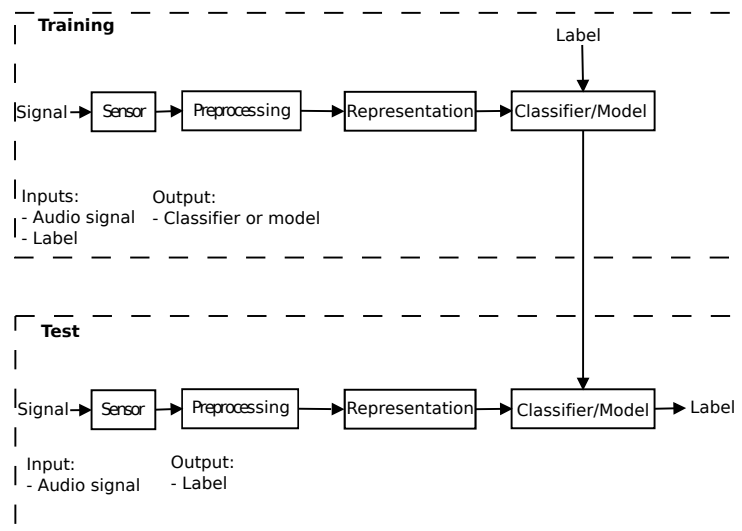 Training
Label
Signal
Sensor
Preprocessing
Representation
Classifier/Model
Inputs:
- Audio signal
- Label
Output:
- Classifier or model
Test
Signal
Sensor
Preprocessing
Representation
Classifier/Model
Label
Input:
- Audio signal
Output:
- Label